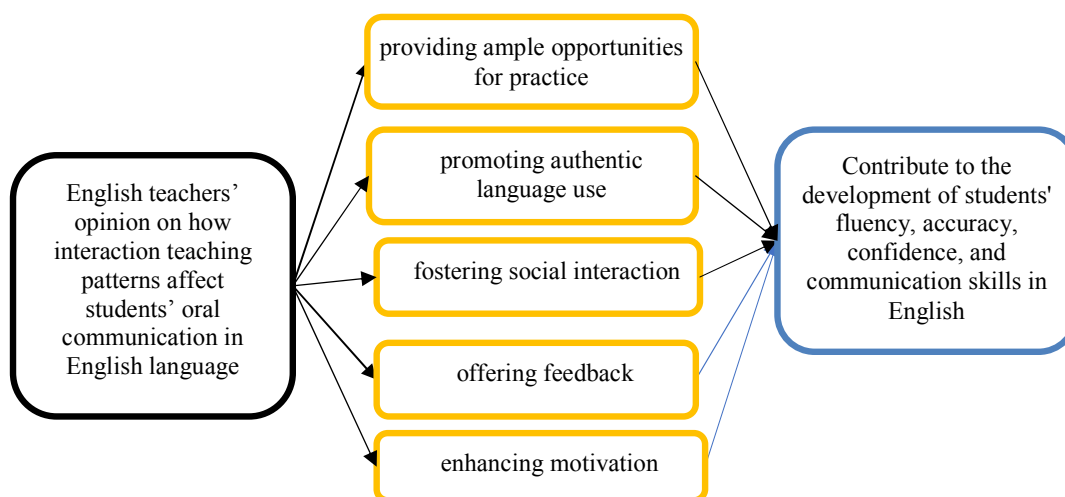 English teachers’
opinion on how
interaction teaching
patterns affect
students’ oral
communication in
English language
providing ample opportunities
for practice
promoting authentic
language use
fostering social interaction
offering feedback
enhancing motivation
Contribute to the
development of students'
fluency, accuracy,
confidence, and
communication skills in
English